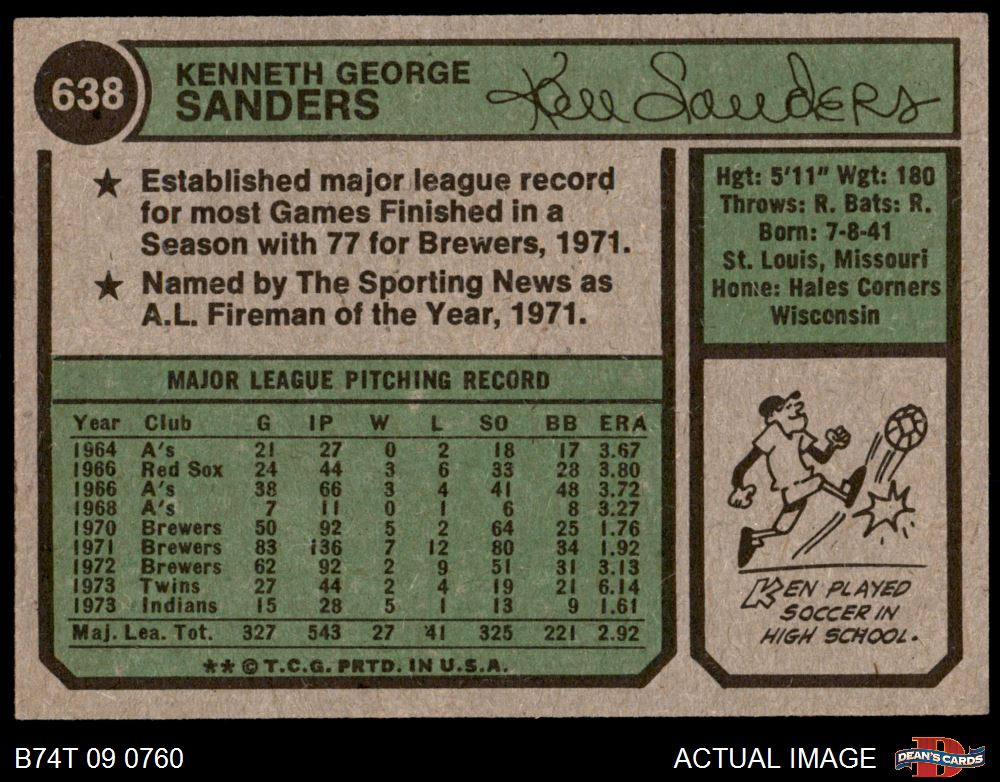 638
KENNETH GEORGE
SANDERS
Ken Sanders
★ Established major league record
for most Games Finished in a
Season with 77 for Brewers, 1971.
★ Named by The Sporting News as
A.L. Fireman of the Year, 1971.
Hgt: 5'11" Wgt: 180
Throws: R. Bats: R.
Born: 7-8-41
St. Louis, Missouri
Home: Hales Corners
Wisconsin
MAJOR LEAGUE PITCHING RECORD
Year Club G IP W L SO BB ERA
1964 A's 21 27 0 2 18 17 3.67
1966 Red Sox 24 44 3 6 33 28 3.80
1966 A's 38 66 3 4 41 48 3.72
1968 A's 7 11 0 1 6 8 3.27
1970 Brewers 50 92 5 2 64 25 1.76
1971 Brewers 83 136 7 12 80 34 1.92
1972 Brewers 62 92 2 9 51 31 3.13
1973 Twins 27 44 2 4 19 21 6.14
1973 Indians 15 28 5 1 13 9 1.61
Maj. Lea. Tot. 327 543 27 41 325 221 2.92
** © T.C.G. PRTD. IN U.S.A.
KEN PLAYED
SOCCER IN
HIGH SCHOOL.
B74T 09 0760
ACTUAL IMAGE
DEAN'S CARDS